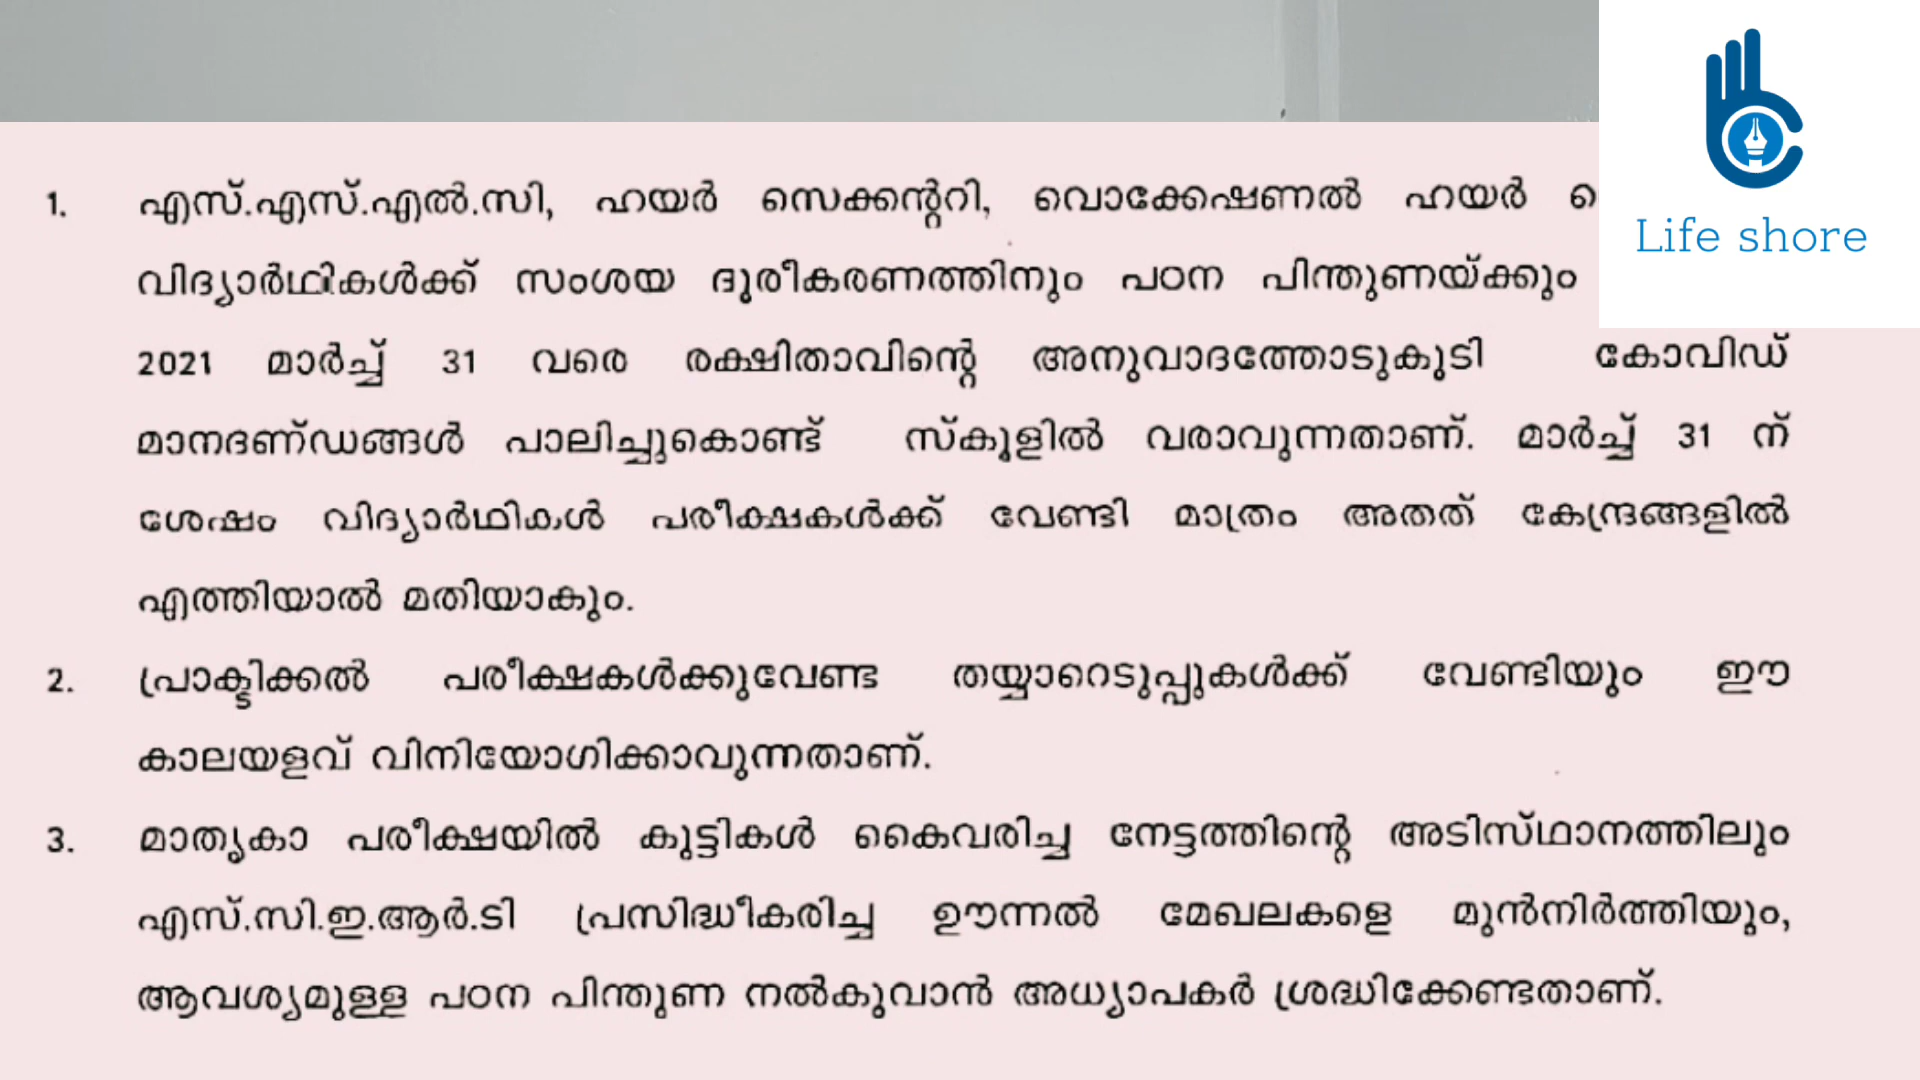 Life shore
1. എസ്.എസ്.എൽ.സി, ഹയർ സെക്കന്ററി, വൊക്കേഷണൽ ഹയർ
വിദ്യാർഥികൾക്ക് സംശയ ദൂരീകരണത്തിനും പഠന പിന്തുണയ്ക്കും
2021 മാർച്ച് 31 വരെ രക്ഷിതാവിന്റെ അനുവാദത്തോടുകൂടി കോവിഡ്
മാനദണ്ഡങ്ങൾ പാലിച്ചുകൊണ്ട് സ്കൂളിൽ വരാവുന്നതാണ്. മാർച്ച് 31 ന്
ശേഷം വിദ്യാർഥികൾ പരീക്ഷകൾക്ക് വേണ്ടി മാത്രം അതത് കേന്ദ്രങ്ങളിൽ
എത്തിയാൽ മതിയാകും.
2. പ്രാക്ടിക്കൽ പരീക്ഷകൾക്കുവേണ്ട തയ്യാറെടുപ്പുകൾക്ക് വേണ്ടിയും ഈ
കാലയളവ് വിനിയോഗിക്കാവുന്നതാണ്.
3. മാതൃകാ പരീക്ഷയിൽ കുട്ടികൾ കൈവരിച്ച നേട്ടത്തിന്റെ അടിസ്ഥാനത്തിലും
എസ്.സി.ഇ.ആർ.ടി പ്രസിദ്ധീകരിച്ച ഊന്നൽ മേഖലകളെ മുൻനിർത്തിയും,
ആവശ്യമുള്ള പഠന പിന്തുണ നൽകുവാൻ അധ്യാപകർ ശ്രദ്ധിക്കേണ്ടതാണ്.